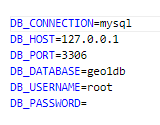 DB_CONNECTION=mysql
DB_HOST=127.0.0.1
DB_PORT=3306
DB_DATABASE=geo1db
DB_USERNAME=root
DB_PASSWORD=